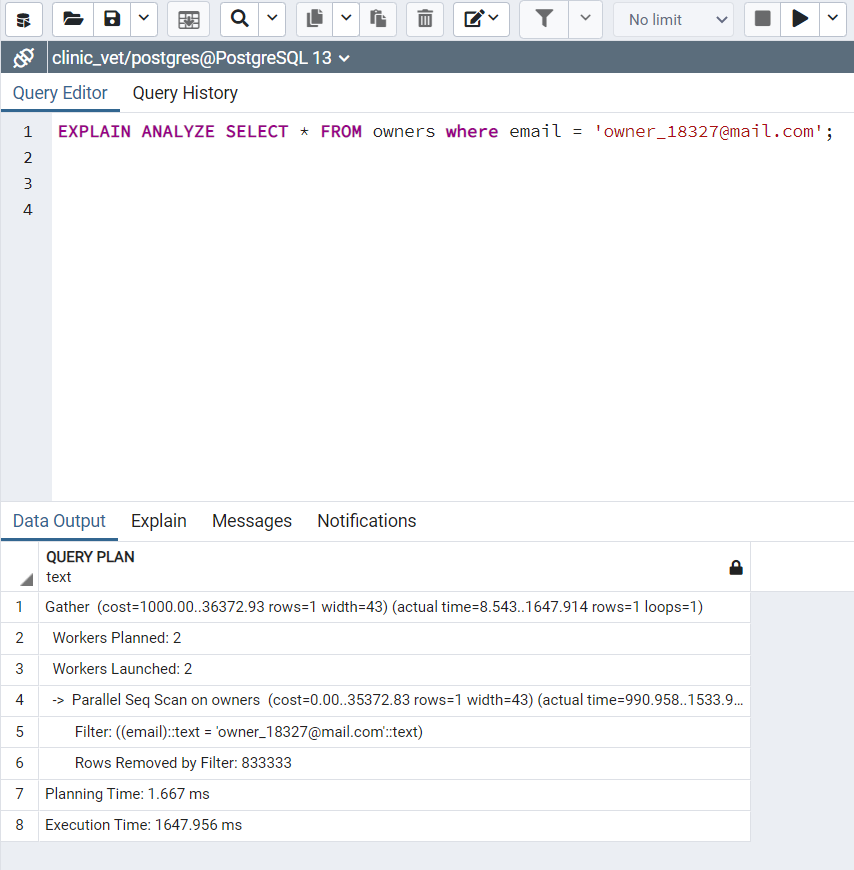 No limit
clinic_vet/postgres@PostgreSQL 13
Query Editor Query History
1 EXPLAIN ANALYZE SELECT * FROM owners where email = 'owner_18327@mail.com';
2
3
4
Data Output Explain Messages Notifications
QUERY PLAN
text
1 Gather (cost=1000.00..36372.93 rows=1 width=43) (actual time=8.543..1647.914 rows=1 loops=1)
2 Workers Planned: 2
3 Workers Launched: 2
4 -> Parallel Seq Scan on owners (cost=0.00..35372.83 rows=1 width=43) (actual time=990.958..1533.9...
5 Filter: ((email)::text = 'owner_18327@mail.com'::text)
6 Rows Removed by Filter: 833333
7 Planning Time: 1.667 ms
8 Execution Time: 1647.956 ms